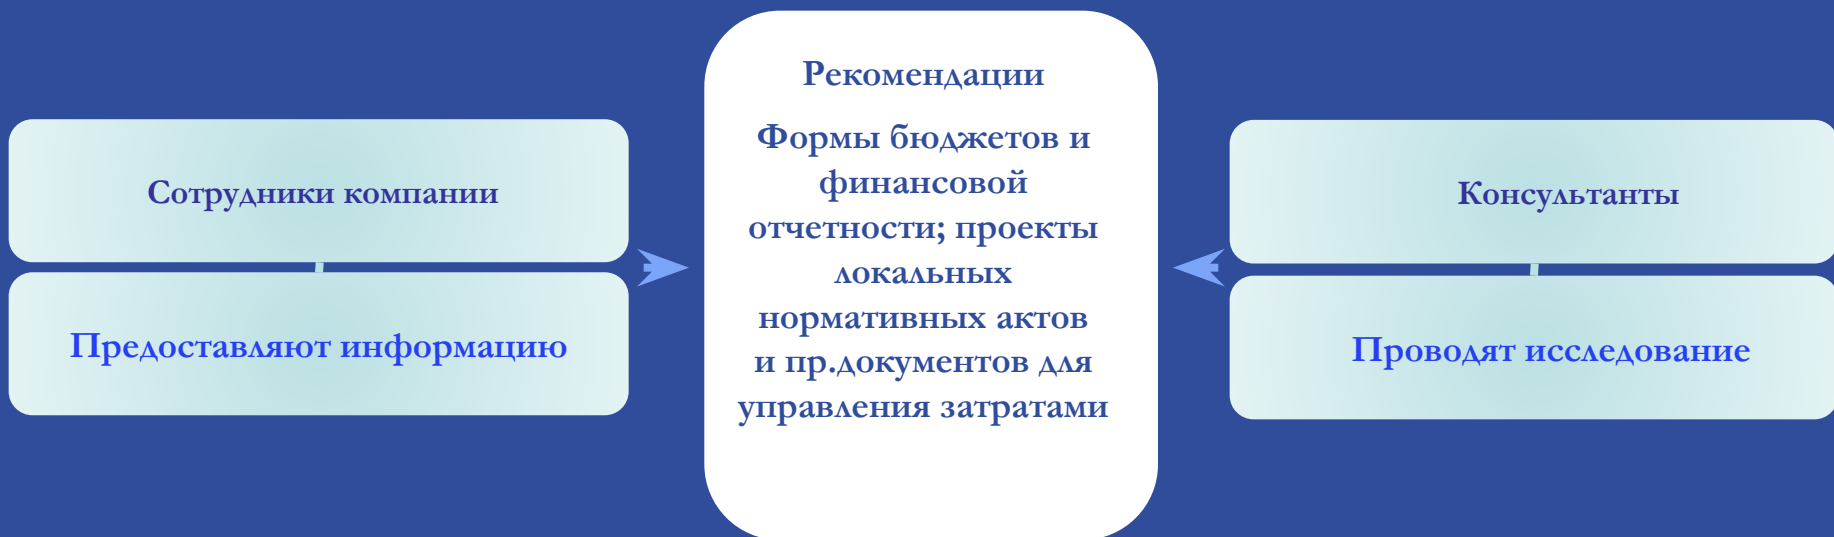 Сотрудники компании
Предоставляют информацию
Рекомендации
Формы бюджетов и
финансовой
отчетности; проекты
локальных
нормативных актов
и пр.документов для
управления затратами
Консультанты
Проводят исследование